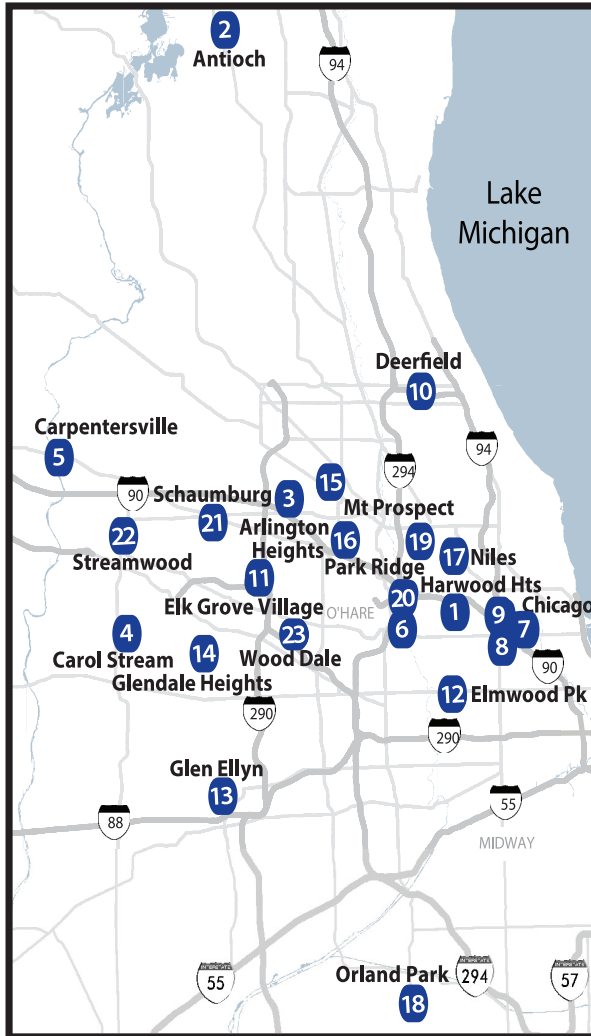 2
Antioch
94
Lake
Michigan
Deerfield
10
Carpentersville
5
94
294
90
15
Schaumburg
3
Mt Prospect
21
22
Arlington
Heights
16
19
17
Niles
Streamwood
Park Ridge
11
Harwood Hts
20
Elk Grove Village
O'HARE
1
9
Chicago
4
23
6
7
Carol Stream
14
Wood Dale
8
Glendale Heights
90
12
Elmwood Pk
290
290
Glen Ellyn
13
55
88
MIDWAY
Orland Park
INTERSTATE
55
INTERSTATE
294
INTERSTATE
57
18